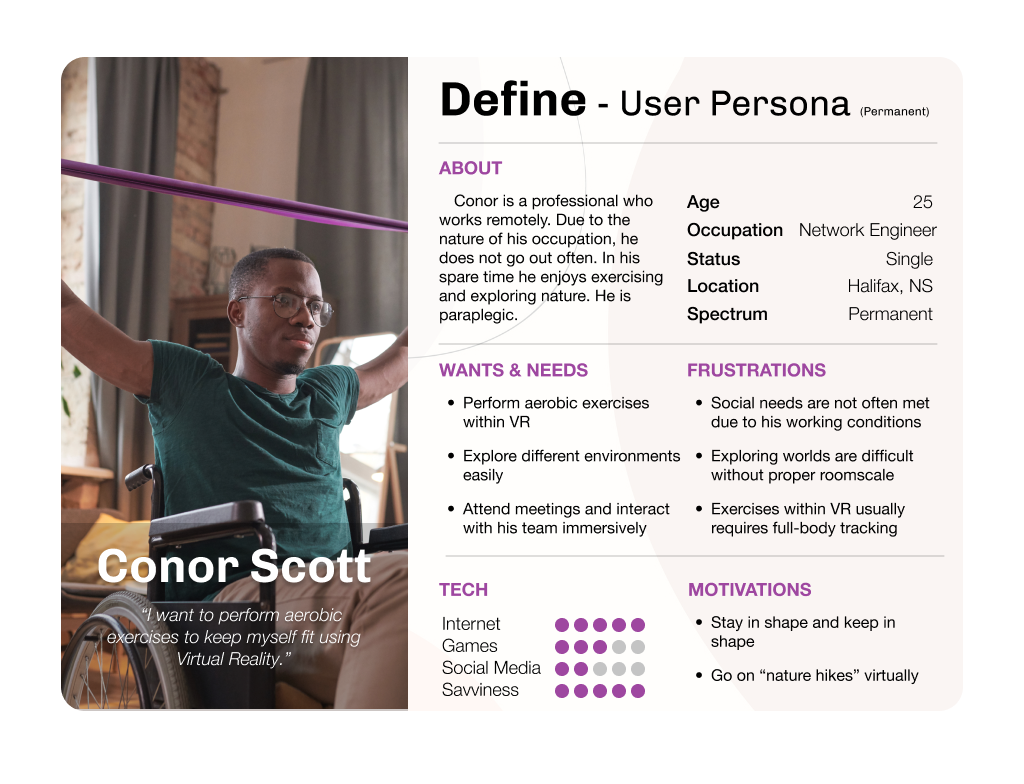 Define - User Persona (Permanent)
ABOUT
Conor is a professional who
works remotely. Due to the
nature of his occupation, he
does not go out often. In his
spare time he enjoys exercising
and exploring nature. He is
paraplegic.
Age 25
Occupation Network Engineer
Status Single
Location Halifax, NS
Spectrum Permanent
WANTS & NEEDS
• Perform aerobic exercises
within VR
• Explore different environments
easily
• Attend meetings and interact
with his team immersively
FRUSTRATIONS
• Social needs are not often met
due to his working conditions
• Exploring worlds are difficult
without proper roomscale
• Exercises within VR usually
requires full-body tracking
Conor Scott
“I want to perform aerobic
exercises to keep myself fit using
Virtual Reality.”
TECH
Internet
Games
Social Media
Savviness
MOTIVATIONS
• Stay in shape and keep in
shape
• Go on “nature hikes” virtually